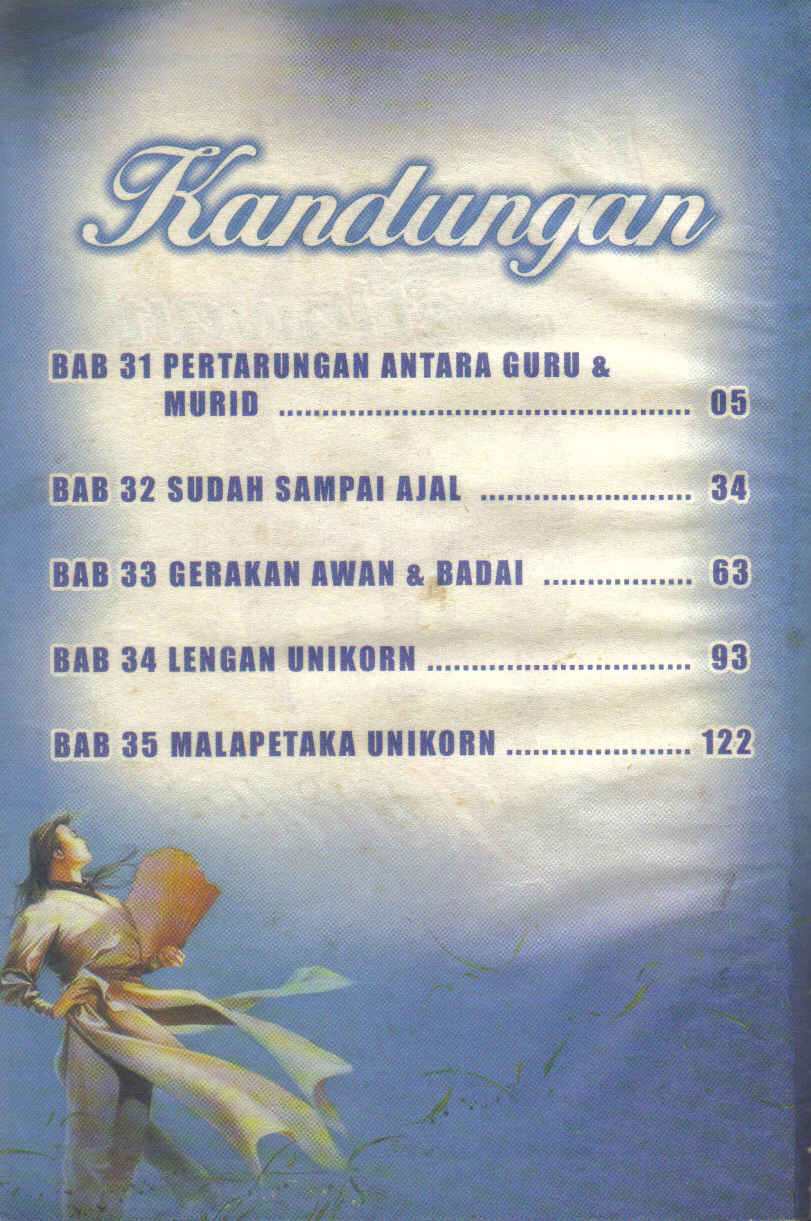 Kandungan
BAB 31 PERTARUNGAN ANTARA GURU &
MURID .............................................. 05
BAB 32 SUDAH SAMPAI AJAL ........................ 34
BAB 33 GERAKAN AWAN & BADAI ................. 63
BAB 34 LENGAN UNIKORN .............................. 93
BAB 35 MALAPETAKA UNIKORN ..................... 122